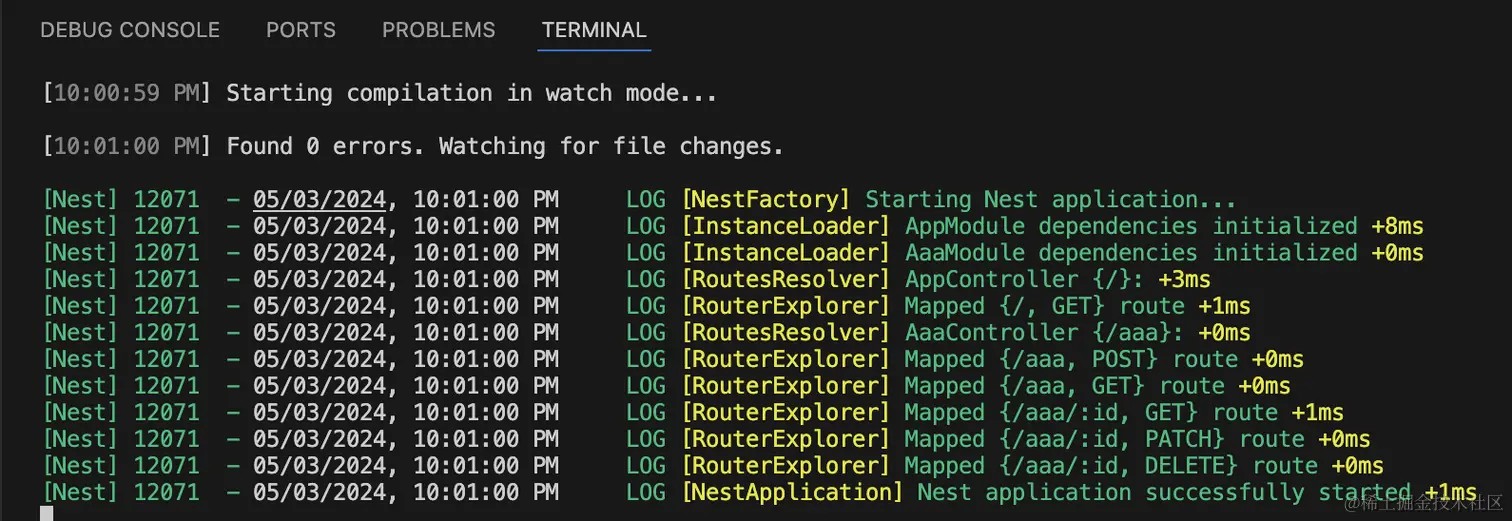 DEBUG CONSOLE PORTS PROBLEMS TERMINAL
[10:00:59 PM] Starting compilation in watch mode...
[10:01:00 PM] Found 0 errors. Watching for file changes.
[Nest] 12071  - 05/03/2024, 10:01:00 PM     LOG [NestFactory] Starting Nest application...
[Nest] 12071  - 05/03/2024, 10:01:00 PM     LOG [InstanceLoader] AppModule dependencies initialized +8ms
[Nest] 12071  - 05/03/2024, 10:01:00 PM     LOG [InstanceLoader] AaaModule dependencies initialized +0ms
[Nest] 12071  - 05/03/2024, 10:01:00 PM     LOG [RoutesResolver] AppController {/}: +3ms
[Nest] 12071  - 05/03/2024, 10:01:00 PM     LOG [RouterExplorer] Mapped {/, GET} route +1ms
[Nest] 12071  - 05/03/2024, 10:01:00 PM     LOG [RoutesResolver] AaaController {/aaa}: +0ms
[Nest] 12071  - 05/03/2024, 10:01:00 PM     LOG [RouterExplorer] Mapped {/aaa, POST} route +0ms
[Nest] 12071  - 05/03/2024, 10:01:00 PM     LOG [RouterExplorer] Mapped {/aaa, GET} route +0ms
[Nest] 12071  - 05/03/2024, 10:01:00 PM     LOG [RouterExplorer] Mapped {/aaa/:id, GET} route +1ms
[Nest] 12071  - 05/03/2024, 10:01:00 PM     LOG [RouterExplorer] Mapped {/aaa/:id, PATCH} route +0ms
[Nest] 12071  - 05/03/2024, 10:01:00 PM     LOG [RouterExplorer] Mapped {/aaa/:id, DELETE} route +0ms
[Nest] 12071  - 05/03/2024, 10:01:00 PM     LOG [NestApplication] Nest application successfully started +1ms
@稀土掘金技术社区